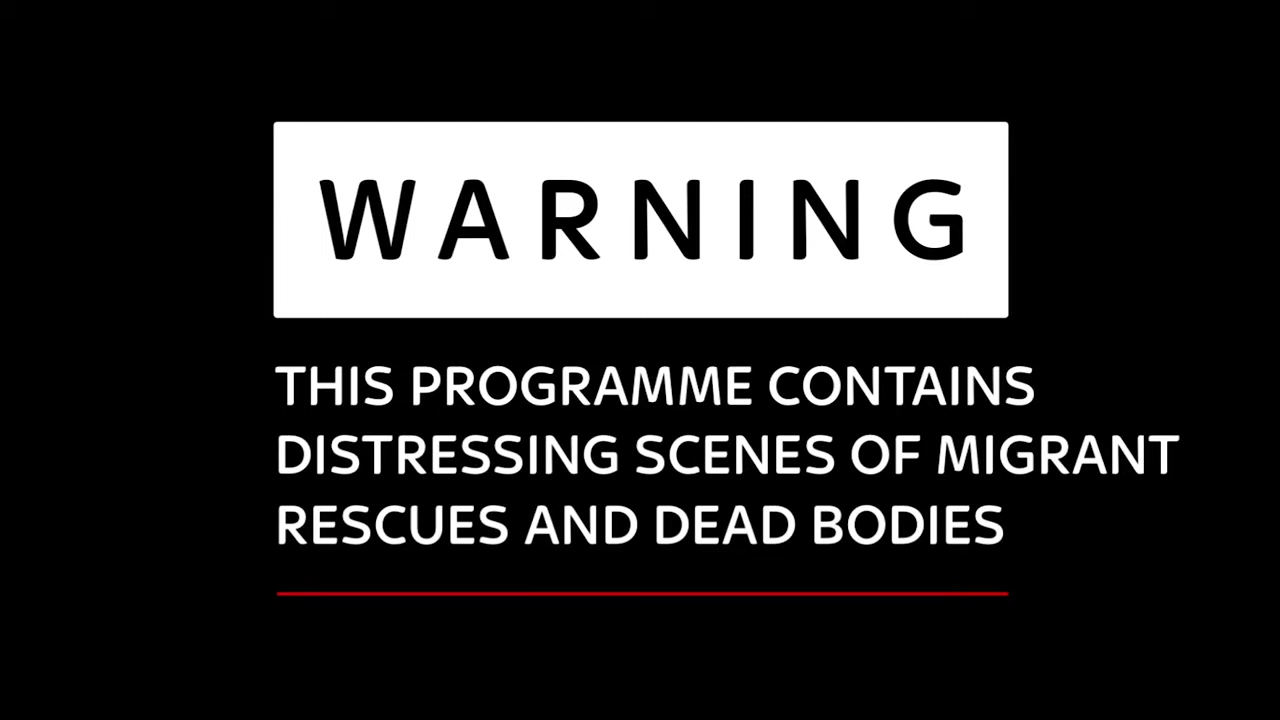 WARNING
THIS PROGRAMME CONTAINS
DISTRESSING SCENES OF MIGRANT
RESCUES AND DEAD BODIES